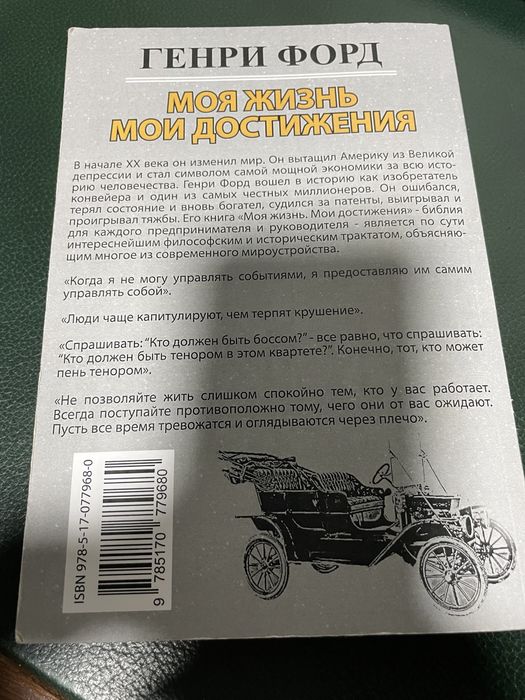 ГЕНРИ ФОРД
МОЯ ЖИЗНЬ
МОИ ДОСТИЖЕНИЯ
В начале XX века он изменил мир. Он вытащил Америку из Великой
депрессии и стал символом самой мощной экономики за всю исто-
рию человечества. Генри Форд вошел в историю как изобретатель
конвейера и один из самых честных миллионеров. Он ошибался,
терял состояние и вновь богател, судился за патенты, выигрывал и
проигрывал тяжбы. Его книга «Моя жизнь. Мои достижения» - библия
для каждого предпринимателя и руководителя - является по сути
интереснейшим философским и историческим трактатом, объясняю-
щим многое из современного мироустройства.
«Когда я не могу управлять событиями, я предоставляю им самим
управлять собой».
«Люди чаще капитулируют, чем терпят крушение».
«Спрашивать: “Кто должен быть боссом?” - все равно, что спрашивать:
“Кто должен быть тенором в этом квартете?”. Конечно, тот, кто может
пень тенором».
«Не позволяйте жить слишком спокойно тем, кто у вас работает.
Всегда поступайте противоположно тому, чего они от вас ожидают.
Пусть все время тревожатся и оглядываются через плечо».
ISBN 978-5-17-077968-0
9 785170 779680